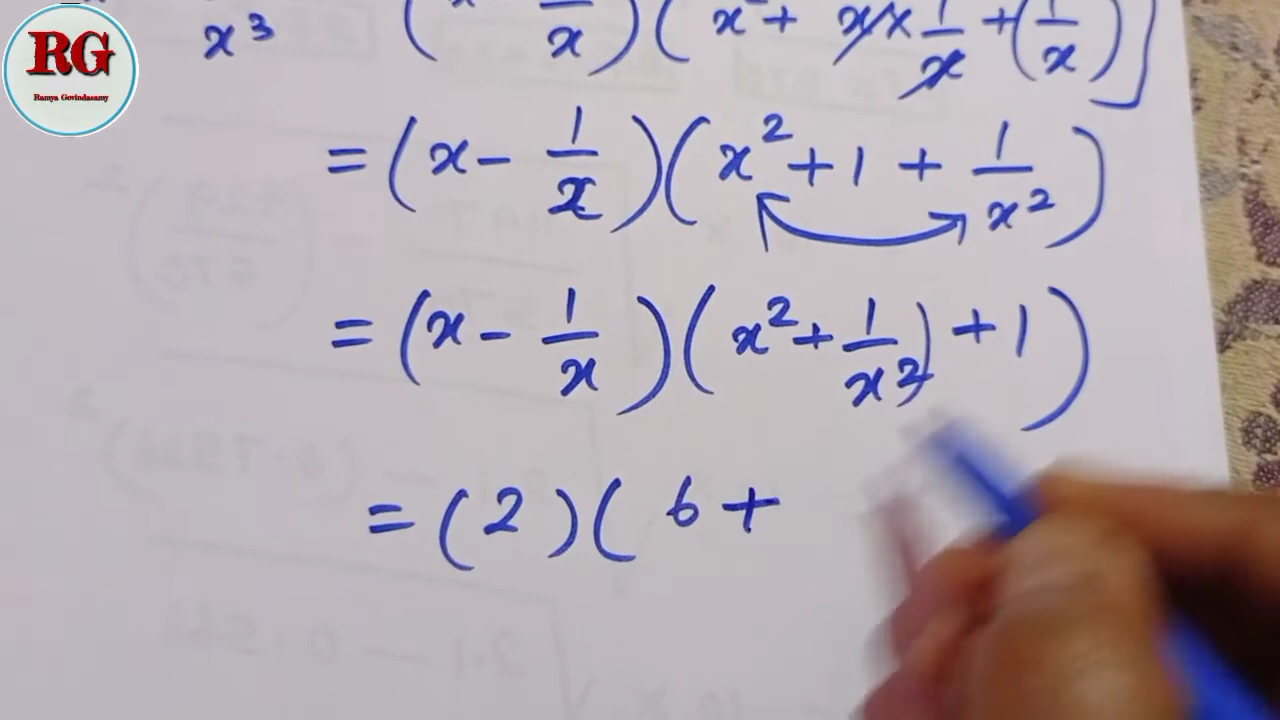 RG
Ramya Govindasamy
x³ ( x - 1/x ) ( x² + x × 1/x + ( 1/x ) ]
= ( x - 1/x ) ( x² + 1 + 1/x² )
= ( x - 1/x ) ( x² + 1/x² ) + 1 )
= ( 2 ) ( 6 +